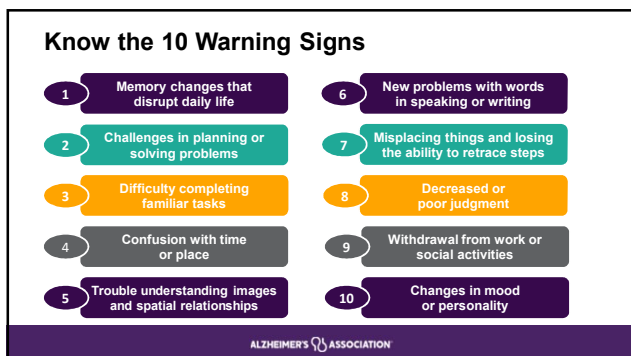 Know the 10 Warning Signs
1
Memory changes that
disrupt daily life
2
Challenges in planning or
solving problems
3
Difficulty completing
familiar tasks
4
Confusion with time
or place
5
Trouble understanding images
and spatial relationships
6
New problems with words
in speaking or writing
7
Misplacing things and losing
the ability to retrace steps
8
Decreased or
poor judgment
9
Withdrawal from work or
social activities
10
Changes in mood
or personality
ALZHEIMER'S ASSOCIATION